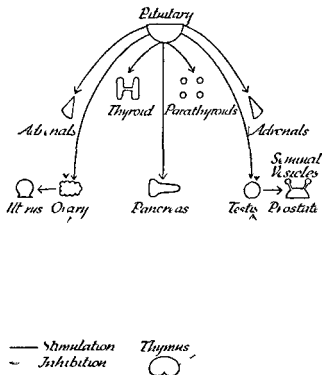 Pituitary
Thyroid Parathyroids
Adrenals Adrenals
Seminal
Vesicles
Uterus Ovary Pancreas Testis Prostate
Stimulation Thymus
Inhibition